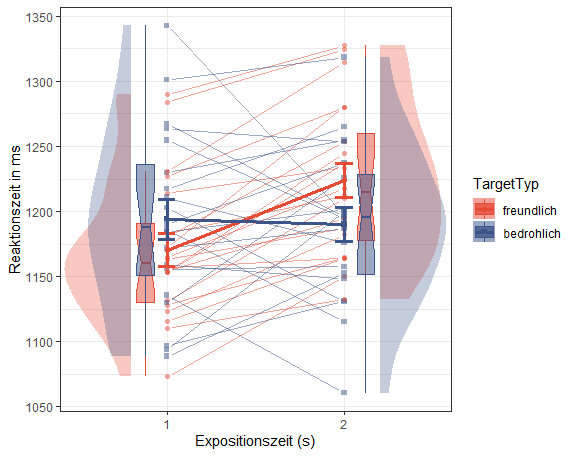 1350
1300
1250
1200
1150
1100
1050
Reaktionszeit in ms
1
2
Expositionszeit (s)
TargetTyp
freundlich
bedrohlich